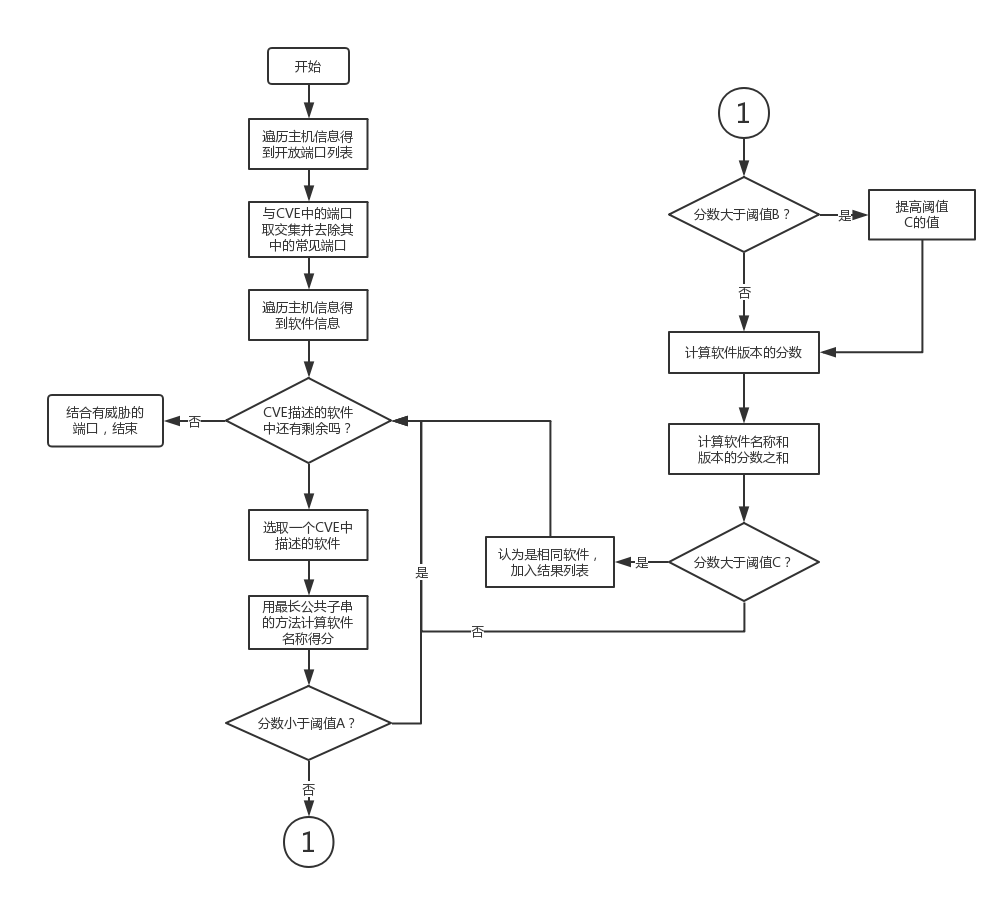 开始
遍历主机信息得
到开放端口列表
与CVE中的端口
取交集并去除其
中的常见端口
遍历主机信息得
到软件信息
CVE描述的软件
中还有剩余吗？
否
结合有威胁的
端口，结束
选取一个CVE中
描述的软件
用最长公共子串
的方法计算软件
名称得分
分数小于阈值A？
是
否
1
1
分数大于阈值B？
是
提高阈值
C的值
否
计算软件版本的分数
计算软件名称和
版本的分数之和
分数大于阈值C？
是
认为是相同软件，
加入结果列表
否